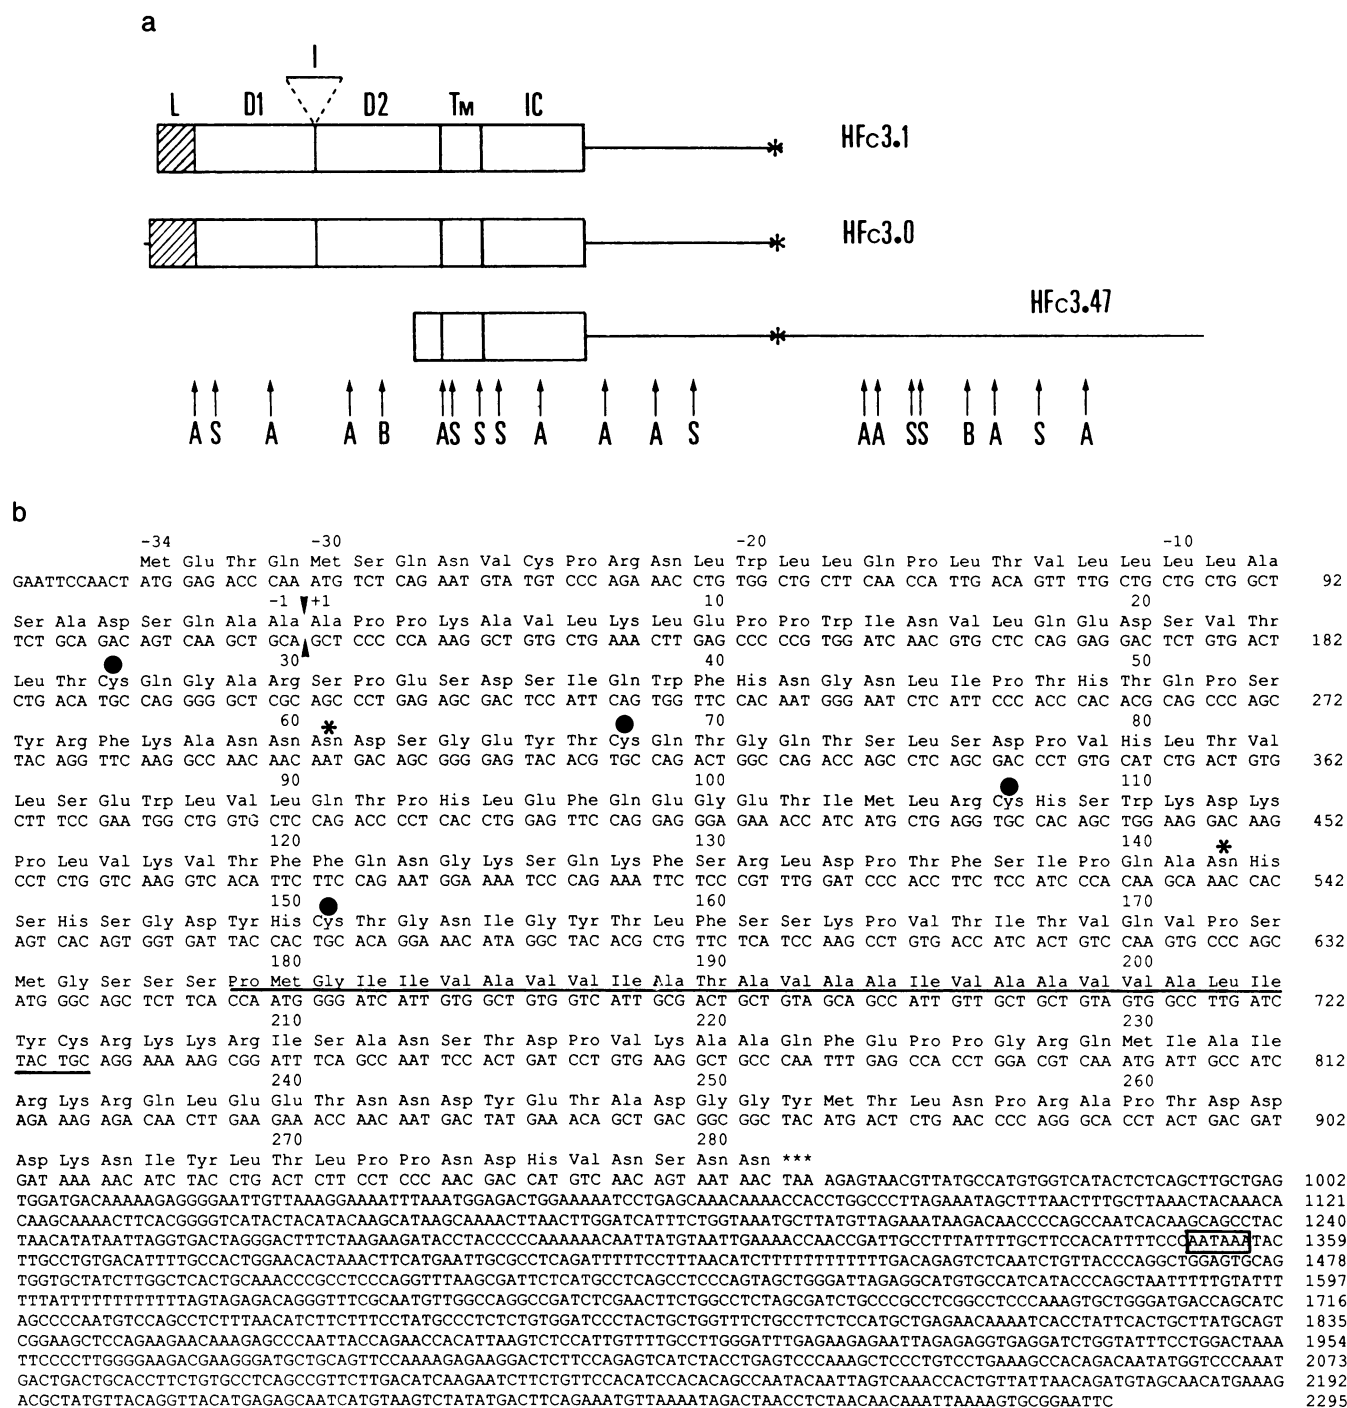 a
I
L D1 D2 TM IC
HFc3.1
HFc3.0
HFc3.47
A S A A B A S S S A A A S A A S S B A S A
b
-34 -30 -20 -10
Met Glu Thr Gln Met Ser Gln Asn Val Cys Pro Arg Asn Leu Trp Leu Leu Gln Pro Leu Thr Val Leu Leu Leu Leu Ala
GAATTCCAACT ATG GAG ACC CAA ATG TCT CAG AAT GTA TGT CCC AGA AAC CTG TGG CTG CTT CAA CCA TTG ACA GTT TTG CTG CTG CTG GCT 92
-1 +1 10 20
Ser Ala Asp Ser Gln Ala Ala Ala Pro Pro Lys Ala Val Leu Lys Leu Glu Pro Pro Trp Ile Asn Val Leu Gln Glu Asp Ser Val Thr
TCT GCA GAC AGT CAA GCT GCA GCT CCC CCA AAG GCT GTG CTG AAA CTT GAG CCC CCG TGG ATC AAC GTG CTC CAG GAG GAC TCT GTG ACT 182
30 40 50
Leu Thr Cys Gln Gly Ala Arg Ser Pro Glu Ser Asp Ser Ile Gln Trp Phe His Asn Gly Asn Leu Ile Pro Thr His Thr Gln Pro Ser
CTG ACA TGC CAG GGG GCT CGC AGC CCT GAG AGC GAC TCC ATT CAG TGG TTC CAC AAT GGG AAT CTC ATT CCC ACC CAC ACG CAG CCC AGC 272
60 * 70 80
Tyr Arg Phe Lys Ala Asn Asn Asn Asp Ser Gly Glu Tyr Thr Cys Gln Thr Gly Gln Thr Ser Leu Ser Asp Pro Val His Leu Thr Val
TAC AGG TTC AAG GCC AAC AAC AAT GAC AGC GGG GAG TAC ACG TGC CAG ACT GGC CAG ACC AGC CTC AGC GAC CCT GTG CAT CTG ACT GTG 362
90 100 110
Leu Ser Glu Trp Leu Val Leu Gln Thr Pro His Leu Glu Phe Gln Glu Gly Glu Thr Ile Met Leu Arg Cys His Ser Trp Lys Asp Lys
CTT TCC GAA TGG CTG GTG CTC CAG ACC CCT CAC CTG GAG TTC CAG GAG GGA GAA ACC ATC ATG CTG AGG TGC CAC AGC TGG AAG GAC AAG 452
120 130 140 *
Pro Leu Val Lys Val Thr Phe Phe Gln Asn Gly Lys Ser Gln Lys Phe Ser Arg Leu Asp Pro Thr Phe Ser Ile Pro Gln Ala Asn His
CCT CTG GTC AAG GTC ACA TTC TTC CAG AAT GGA AAA TCC CAG AAA TTC TCC CGT TTG GAT CCC ACC TTC TCC ATC CCA CAA GCA AAC CAC 542
150 160 170
Ser His Ser Gly Asp Tyr His Cys Thr Gly Asn Ile Gly Tyr Thr Leu Phe Ser Ser Lys Pro Val Thr Ile Thr Val Gln Val Pro Ser
AGT CAC AGT GGT GAT TAC CAC TGC ACA GGA AAC ATA GGC TAC ACG CTG TTC TCA TCC AAG CCT GTG ACC ATC ACT GTC CAA GTG CCC AGC 632
180 190 200
Met Gly Ser Ser Ser Pro Met Gly Ile Ile Val Ala Val Val Ile Ala Thr Ala Val Ala Ala Ile Val Ala Ala Val Val Ala Leu Ile
ATG GGC AGC TCT TCA CCA ATG GGG ATC ATT GTG GCT GTG GTC ATT GCG ACT GCT GTA GCA GCC ATT GTT GCT GCT GTA GTG GCC TTG ATC 722
210 220 230
Tyr Cys Arg Lys Lys Arg Ile Ser Ala Asn Ser Thr Asp Pro Val Lys Ala Ala Gln Phe Glu Pro Pro Gly Arg Gln Met Ile Ala Ile
TAC TGC AGG AAA AAG CGG ATT TCA GCC AAT TCC ACT GAT CCT GTG AAG GCT GCC CAA TTT GAG CCA CCT GGA CGT CAA ATG ATT GCC ATC 812
240 250 260
Arg Lys Arg Gln Leu Glu Glu Thr Asn Asn Asp Tyr Glu Thr Ala Asp Gly Gly Tyr Met Thr Leu Asn Pro Arg Ala Pro Thr Asp Asp
AGA AAG AGA CAA CTT GAA GAA ACC AAC AAT GAC TAT GAA ACA GCT GAC GGC GGC TAC ATG ACT CTG AAC CCC AGG GCA CCT ACT GAC GAT 902
270 280
Asp Lys Asn Ile Tyr Leu Thr Leu Pro Pro Asn Asp His Val Asn Ser Asn Asn ***
GAT AAA AAC ATC TAC CTG ACT CTT CCT CCC AAC GAC CAT GTC AAC AGT AAT AAC TAA AGAGTAACGTTATGCCATGTGGTCATACTCTCAGCTTGCTGAG 1002
TGGATGACAAAAAGAGGGGAATTGTTAAAGGAAAATTTAAATGGAGACTGGAAAAATCCTGAGCAAACAAAACCACCTGGCCCTTAGAAATAGCTTTAACTTTGCTTAAACTACAAACA 1121
CAAGCAAAACTTCACGGGGTCATACTACATACAAGCATAAGCAAAACTTAACTTGGATCATTTCTGGTAAATGCTTATGTTAGAAATAAGACAACCCCAGCCAATCACAAGCAGCCTAC 1240
TAACATATAATTAGGTGACTAGGGACTTTCTAAGAAGATACCTACCCCCAAAAAACAATTATGTAATTGAAAACCAACCGATTGCCTTTATTTTGCTTCCACATTTTCCCAATAAATAC 1359
TTGCCTGTGACATTTTGCCACTGGAACACTAAACTTCATGAATTGCGCCTCAGATTTTTCCTTTAACATCTTTTTTTTTTTTGACAGAGTCTCAATCTGTTACCCAGGCTGGAGTGCAG 1478
TGGTGCTATCTTGGCTCACTGCAAACCCGCCTCCCAGGTTTAAGCGATTCTCATGCCTCAGCCTCCCAGTAGCTGGGATTAGAGGCATGTGCCATCATACCCAGCTAATTTTTGTATTT 1597
TTTATTTTTTTTTTTTAGTAGAGACAGGGTTTCGCAATGTTGGCCAGGCCGATCTCGAACTTCTGGCCTCTAGCGATCTGCCCGCCTCGGCCTCCCAAAGTGCTGGGATGACCAGCATC 1716
AGCCCCAATGTCCAGCCTCTTTAACATCTTCTTTCCTATGCCCTCTCTGTGGATCCCTACTGCTGGTTTCTGCCTTCTCCATGCTGAGAACAAAATCACCTATTCACTGCTTATGCAGT 1835
CGGAAGCTCCAGAAGAACAAAGAGCCCAATTACCAGAACCACATTAAGTCTCCATTGTTTTGCCTTGGGATTTGAGAAGAGAATTAGAGAGGTGAGGATCTGGTATTTCCTGGACTAAA 1954
TTCCCCTTGGGGAAGACGAAGGGATGCTGCAGTTCCAAAAGAGAAGGACTCTTCCAGAGTCATCTACCTGAGTCCCAAAGCTCCCTGTCCTGAAAGCCACAGACAATATGGTCCCAAAT 2073
GACTGACTGCACCTTCTGTGCCTCAGCCGTTCTTGACATCAAGAATCTTCTGTTCCACATCCACACAGCCAATACAATTAGTCAAACCACTGTTATTAACAGATGTAGCAACATGAAAG 2192
ACGCTATGTTACAGGTTACATGAGAGCAATCATGTAAGTCTATATGACTTCAGAAATGTTAAAATAGACTAACCTCTAACAACAAATTAAAAGTGCGGAATTC 2295